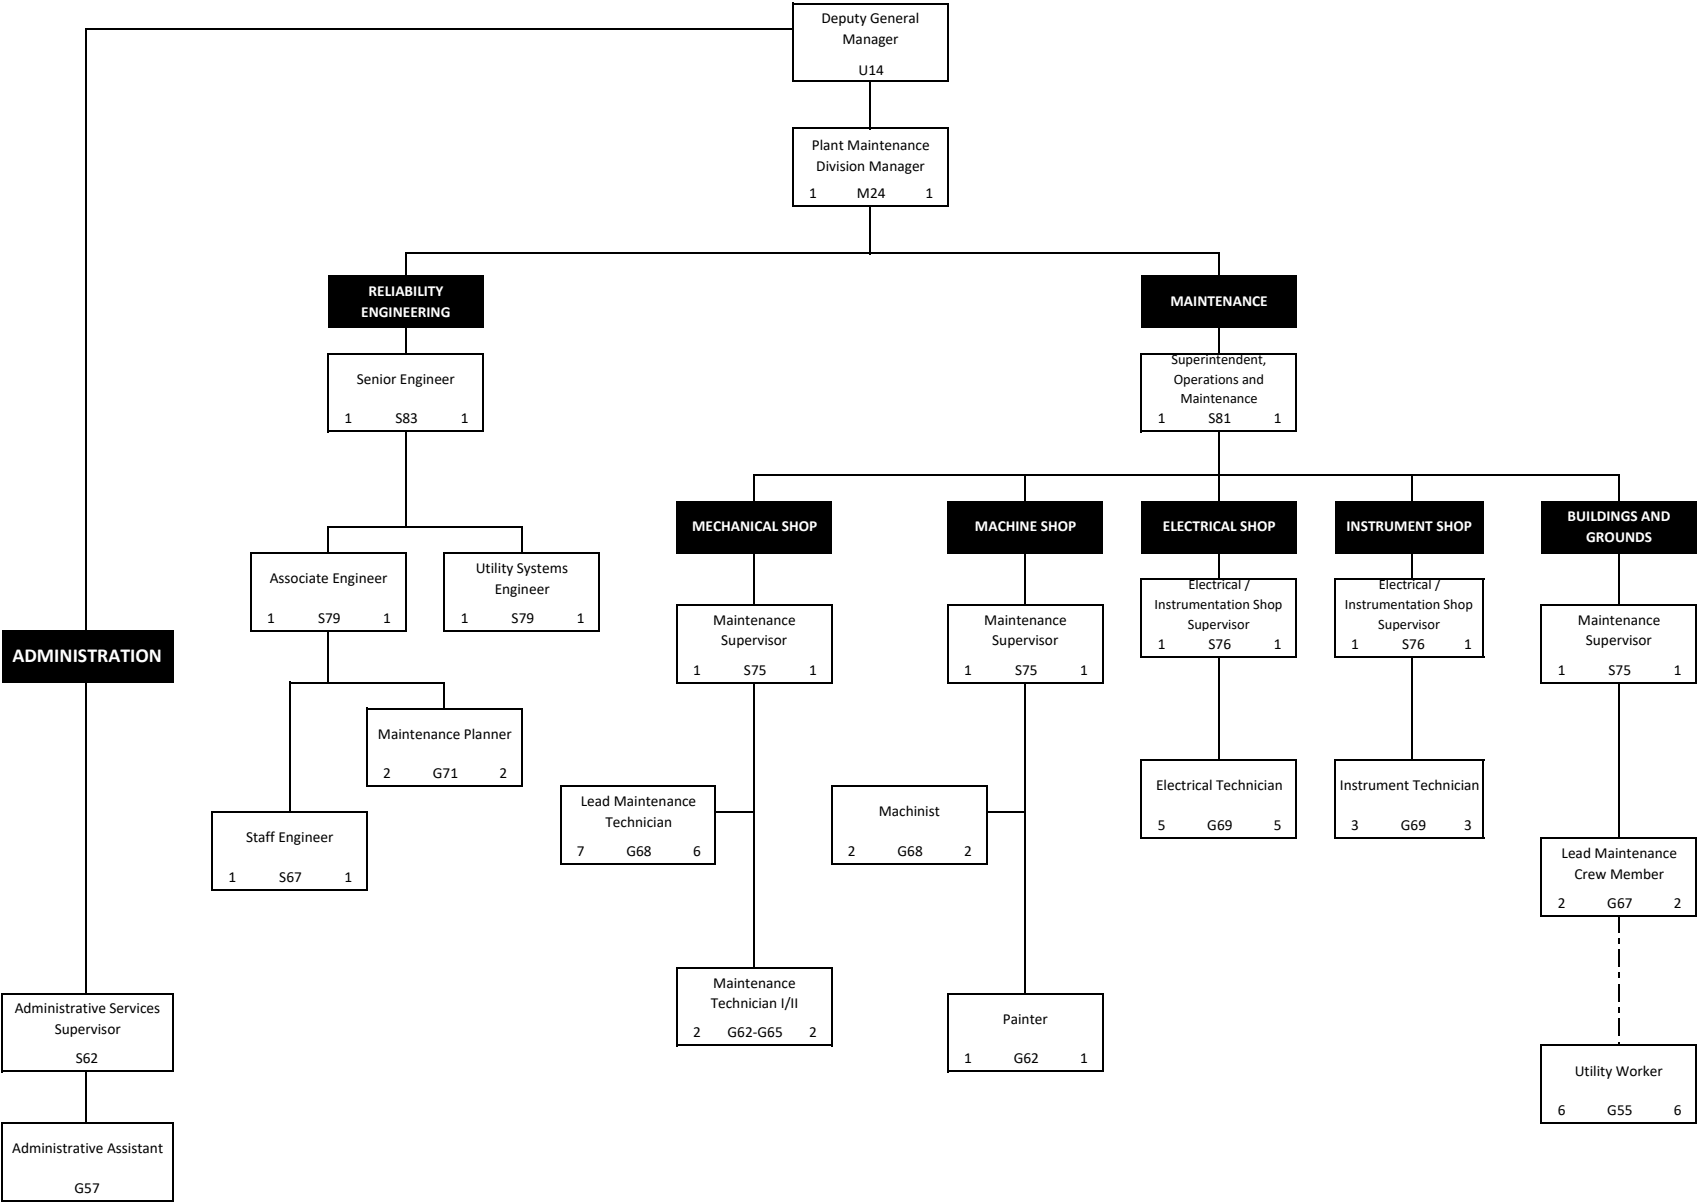 Deputy General
Manager
U14
Plant Maintenance
Division Manager
1 M24 1
RELIABILITY
ENGINEERING
MAINTENANCE
Senior Engineer
1 S83 1
Superintendent,
Operations and
Maintenance
1 S81 1
MECHANICAL SHOP
MACHINE SHOP
ELECTRICAL SHOP
INSTRUMENT SHOP
BUILDINGS AND
GROUNDS
Associate Engineer
1 S79 1
Utility Systems
Engineer
1 S79 1
Maintenance
Supervisor
1 S75 1
Maintenance
Supervisor
1 S75 1
Electrical /
Instrumentation Shop
Supervisor
1 S76 1
Electrical /
Instrumentation Shop
Supervisor
1 S76 1
Maintenance
Supervisor
1 S75 1
ADMINISTRATION
Maintenance Planner
2 G71 2
Staff Engineer
1 S67 1
Lead Maintenance
Technician
7 G68 6
Machinist
2 G68 2
Electrical Technician
5 G69 5
Instrument Technician
3 G69 3
Lead Maintenance
Crew Member
2 G67 2
Maintenance
Technician I/II
2 G62-G65 2
Painter
1 G62 1
Administrative Services
Supervisor
S62
Utility Worker
6 G55 6
Administrative Assistant
G57